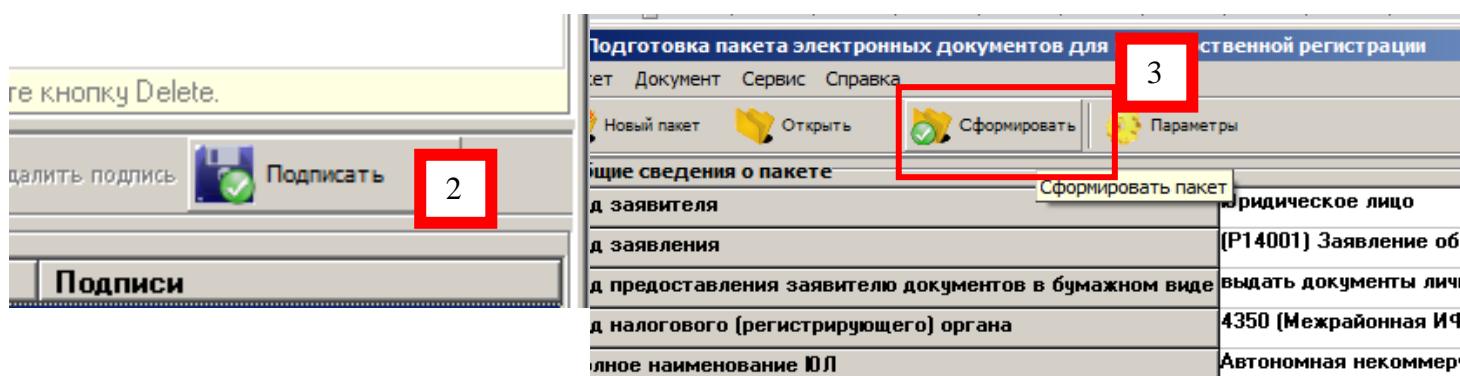 те кнопку Delete.
далить подпись Подписать 2
Подписи
Подготовка пакета электронных документов для ственной регистрации
кет Документ Сервис Справка
3
Новый пакет Открыть Сформировать Параметры
бщие сведения о пакете
Сформировать пакет
д заявителя Юридическое лицо
д заявления (Р14001) Заявление об
д предоставления заявителю документов в бумажном виде выдать документы личн
д налогового (регистрирующего) органа 4350 (Межрайонная ИФ
олное наименование ЮЛ Автономная некоммер